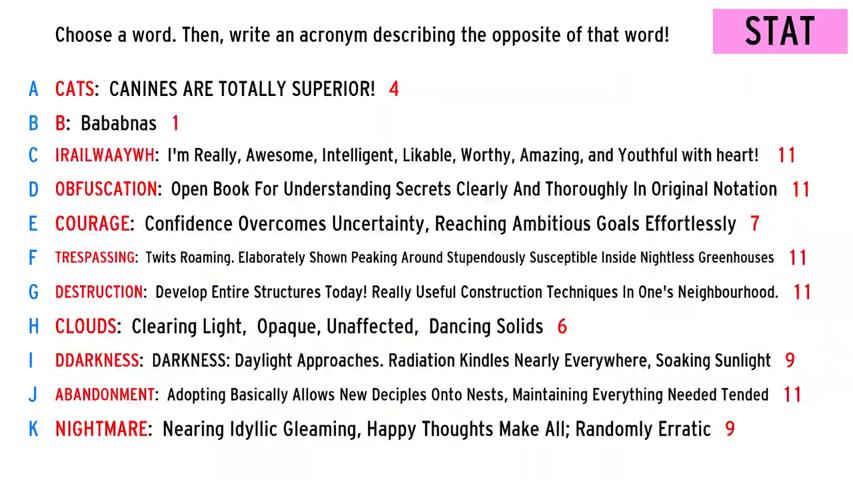 Choose a word. Then, write an acronym describing the opposite of that word!
STAT
A CATS: CANINES ARE TOTALLY SUPERIOR! 4
B B: Bababnas 1
C IRAILWAAYWH: I'm Really, Awesome, Intelligent, Likable, Worthy, Amazing, and Youthful with heart! 11
D OBFUSCATION: Open Book For Understanding Secrets Clearly And Thoroughly In Original Notation 11
E COURAGE: Confidence Overcomes Uncertainty, Reaching Ambitious Goals Effortlessly 7
F TRESPASSING: Twits Roaming. Elaborately Shown Peaking Around Stupendously Susceptible Inside Nightless Greenhouses 11
G DESTRUCTION: Develop Entire Structures Today! Really Useful Construction Techniques In One's Neighbourhood. 11
H CLOUDS: Clearing Light, Opaque, Unaffected, Dancing Solids 6
I DDARKNESS: DARKNESS: Daylight Approaches. Radiation Kindles Nearly Everywhere, Soaking Sunlight 9
J ABANDONMENT: Adopting Basically Allows New Deciples Onto Nests, Maintaining Everything Needed Tended 11
K NIGHTMARE: Nearing Idyllic Gleaming, Happy Thoughts Make All; Randomly Erratic 9